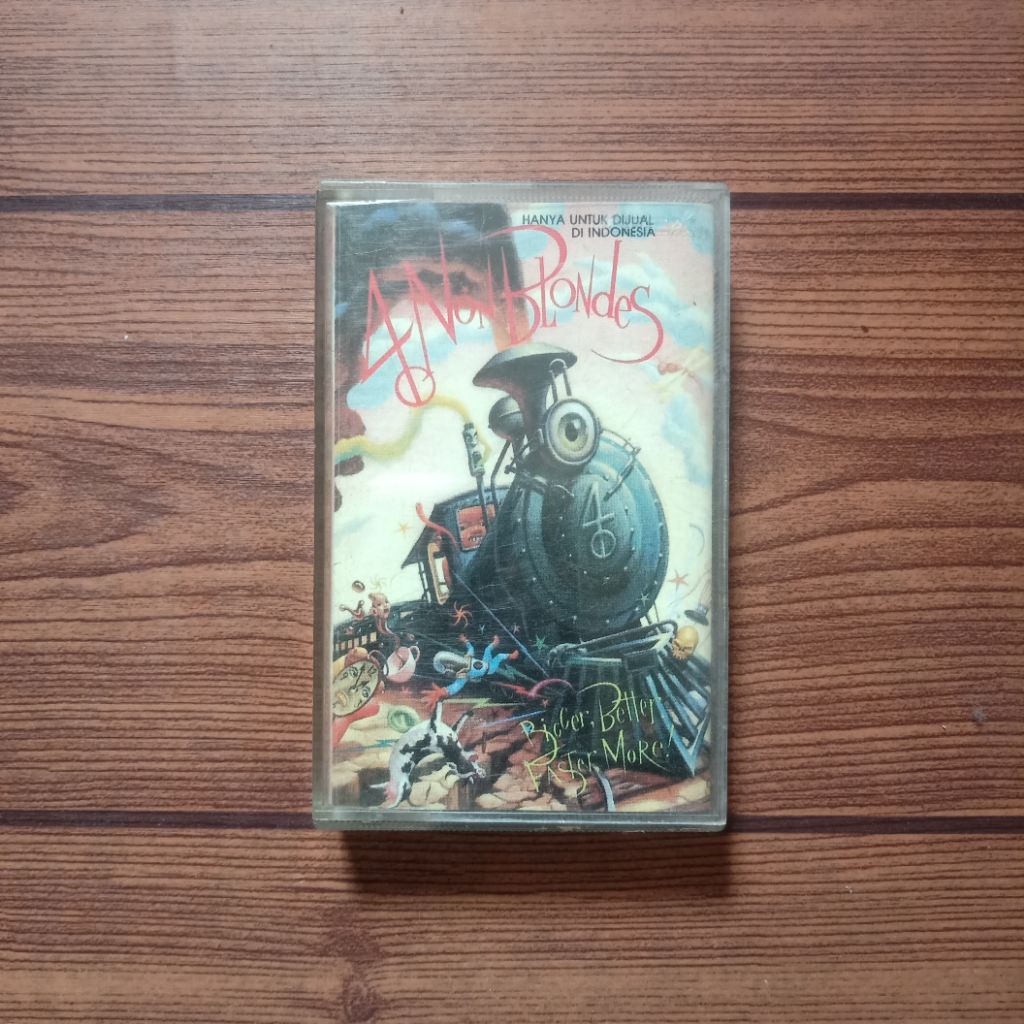 HANYA UNTUK DIJUAL
DI INDONESIA
4 Non Blondes
Bigger, Better,
Faster, More!